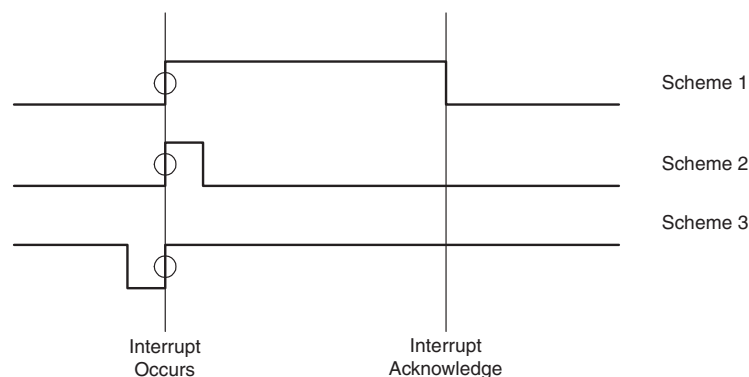 Scheme 1
Scheme 2
Scheme 3
Interrupt
Occurs
Interrupt
Acknowledge